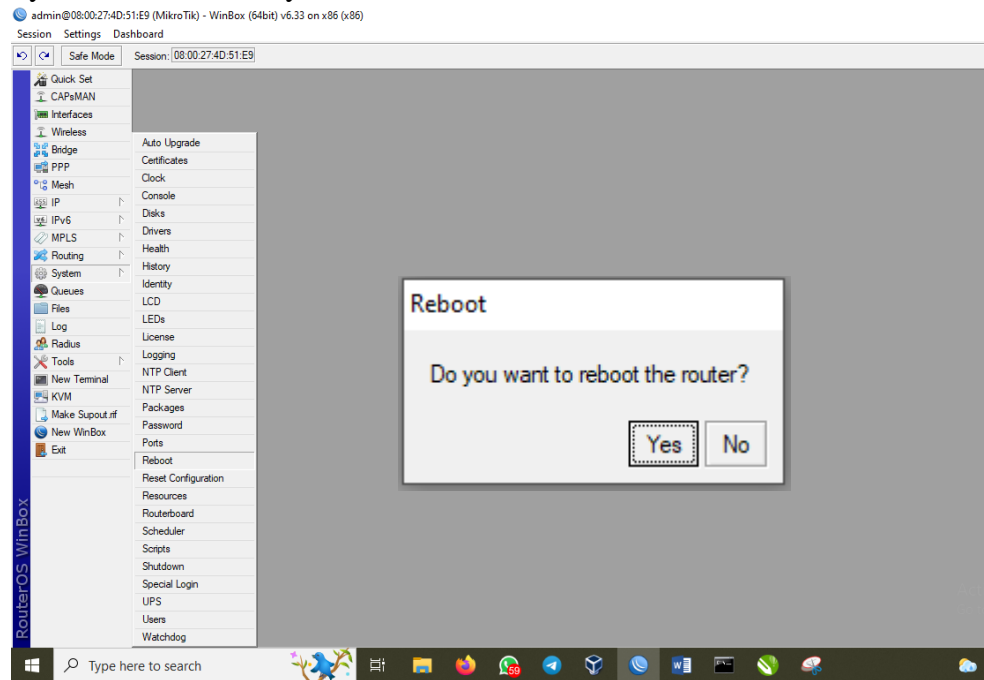 admin@08:00:27:4D:51:E9 (MikroTik) - WinBox (64bit) v6.33 on x86 (x86)
Session Settings Dashboard
Safe Mode Session: 08:00:27:4D:51:E9
Quick Set
CAPsMAN
Interfaces
Wireless
Bridge
PPP
Mesh
IP
IPv6
MPLS
Routing
System
Queues
Files
Log
Radius
Tools
New Terminal
KVM
Make Supout.rif
New WinBox
Exit
RouterOS WinBox
Auto Upgrade
Certificates
Clock
Console
Disks
Drivers
Health
History
Identity
LCD
LEDs
License
Logging
NTP Client
NTP Server
Packages
Password
Ports
Reboot
Reset Configuration
Resources
Routerboard
Scheduler
Scripts
Shutdown
Special Login
UPS
Users
Watchdog
Reboot
Do you want to reboot the router?
Yes No
Type here to search
59